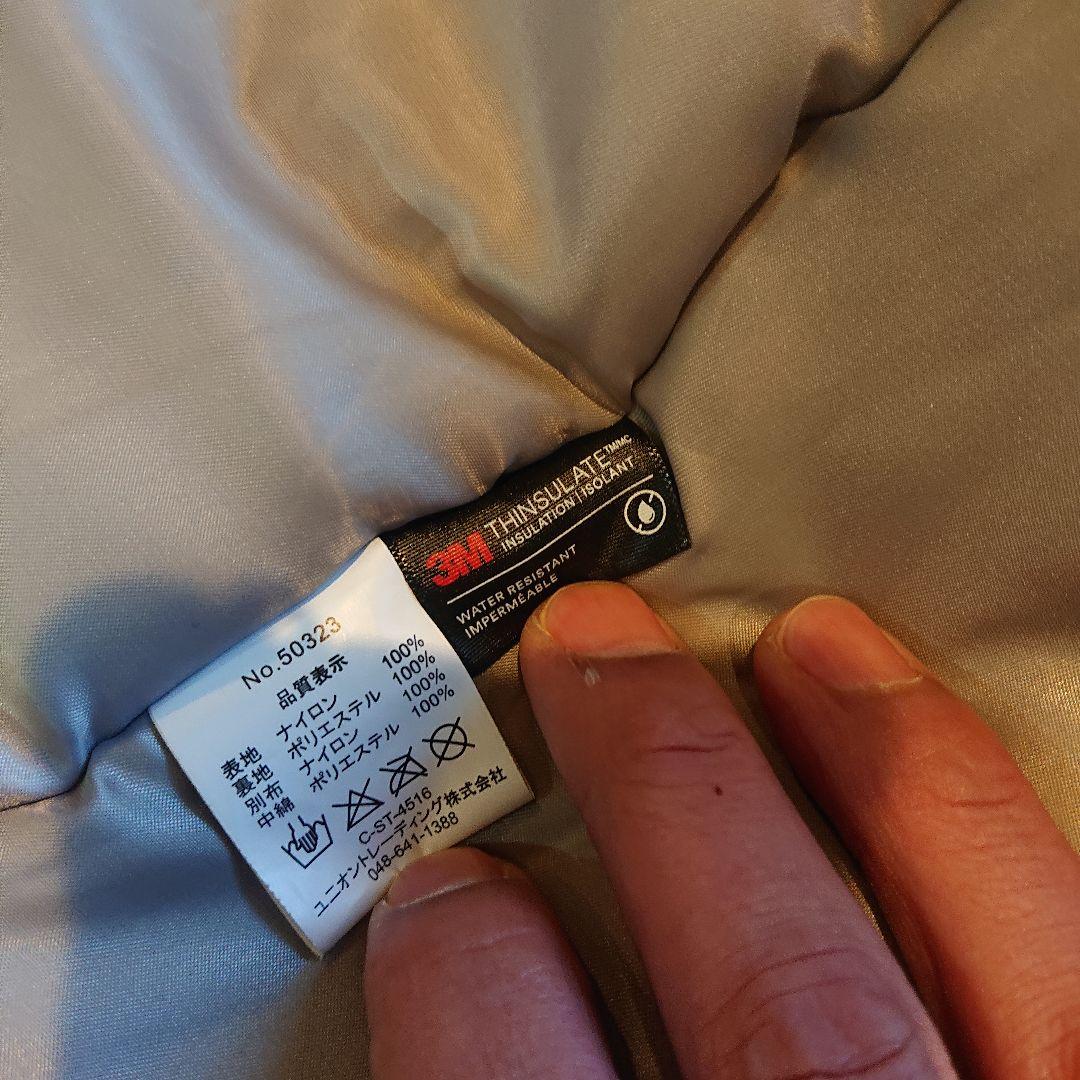 3M THINSULATE™/MC
INSULATION | ISOLANT
WATER RESISTANT
IMPERMÉABLE
No.50323
品質表示
表地 ナイロン 100%
裏地 ポリエステル 100%
別布 ナイロン 100%
中綿 ポリエステル 100%
C-ST-4516
ユニオントレーディング株式会社
048-641-1388